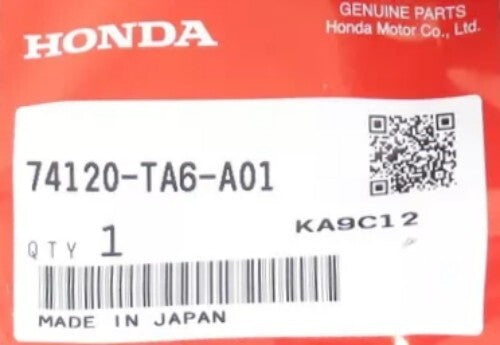 HONDA
GENUINE PARTS
Honda Motor Co., Ltd.
74120-TA6-A01
QTY 1
KA9C12
MADE IN JAPAN